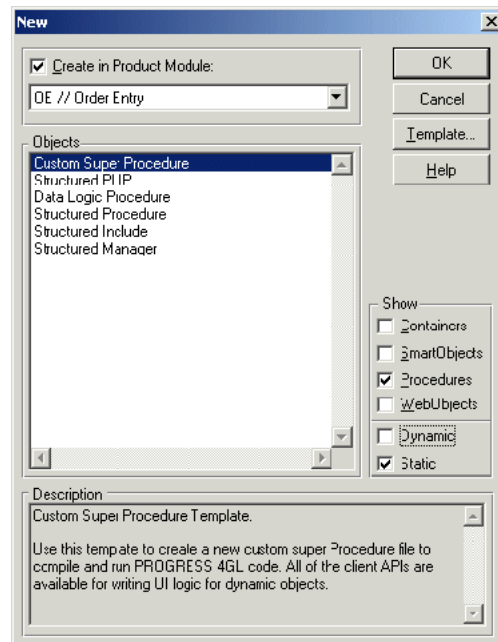 New
Create in Product Module:
OE // Order Entry
OK
Cancel
Template...
Help
Objects
Custom Super Procedure
Structured PLIP
Data Logic Procedure
Structured Procedure
Structured Include
Structured Manager
Show
Containers
SmartObjects
Procedures
WebObjects
Dynamic
Static
Description
Custom Super Procedure Template.
Use this template to create a new custom super Procedure file to
compile and run PROGRESS 4GL code. All of the client APIs are
available for writing UI logic for dynamic objects.